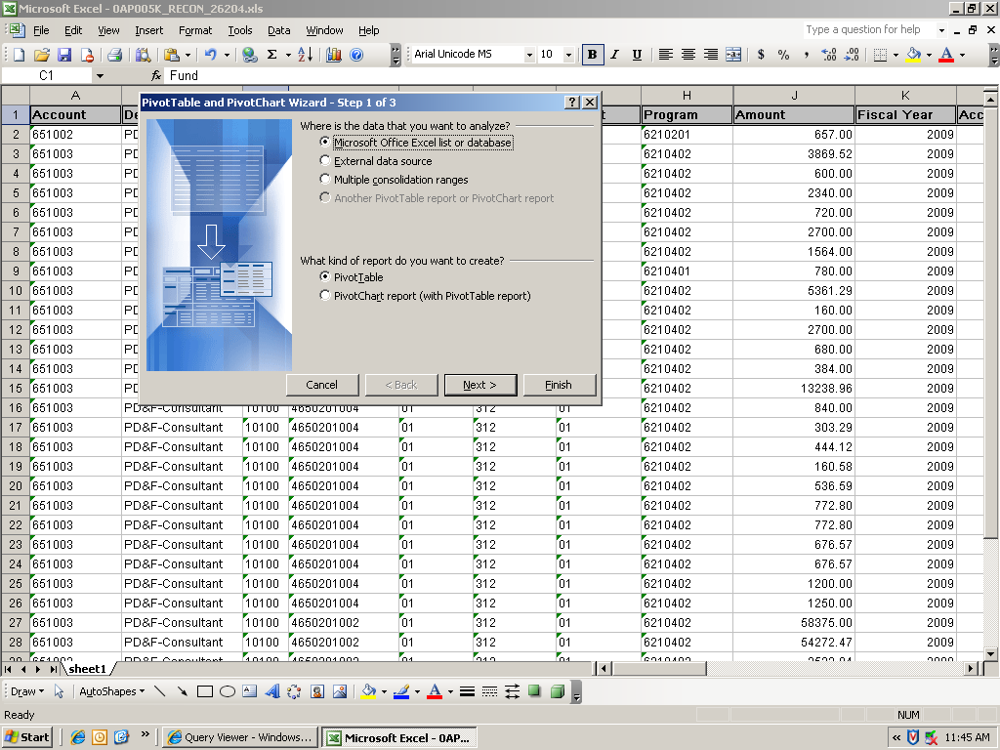 Microsoft Excel - 0AP005K_RECON_26204.xls
File Edit View Insert Format Tools Data Window Help Type a question for help
Arial Unicode MS 10 B I U $ % ,
C1 fx Fund
A H J K
1 Account Program Amount Fiscal Year Acc
PivotTable and PivotChart Wizard - Step 1 of 3
Where is the data that you want to analyze?
Microsoft Office Excel list or database
External data source
Multiple consolidation ranges
Another PivotTable report or PivotChart report
What kind of report do you want to create?
PivotTable
PivotChart report (with PivotTable report)
Cancel < Back Next > Finish
2 651002 PD 6210201 657.00 2009
3 651003 PD 6210402 3869.52 2009
4 651003 PD 6210402 600.00 2009
5 651003 PD 6210402 2340.00 2009
6 651003 PD 6210402 720.00 2009
7 651003 PD 6210402 2700.00 2009
8 651003 PD 6210402 1564.00 2009
9 651003 PD 6210401 780.00 2009
10 651003 PD 6210402 5361.29 2009
11 651003 PD 6210402 160.00 2009
12 651003 PD 6210402 2700.00 2009
13 651003 PD 6210402 680.00 2009
14 651003 PD 6210402 384.00 2009
15 651003 PD 6210402 13238.96 2009
16 651003 PD&F-Consultant 10100 4650201004 01 312 01 6210402 840.00 2009
17 651003 PD&F-Consultant 10100 4650201004 01 312 01 6210402 303.29 2009
18 651003 PD&F-Consultant 10100 4650201004 01 312 01 6210402 444.12 2009
19 651003 PD&F-Consultant 10100 4650201004 01 312 01 6210402 160.58 2009
20 651003 PD&F-Consultant 10100 4650201004 01 312 01 6210402 536.59 2009
21 651003 PD&F-Consultant 10100 4650201004 01 312 01 6210402 772.80 2009
22 651003 PD&F-Consultant 10100 4650201004 01 312 01 6210402 772.80 2009
23 651003 PD&F-Consultant 10100 4650201004 01 312 01 6210402 676.57 2009
24 651003 PD&F-Consultant 10100 4650201004 01 312 01 6210402 676.57 2009
25 651003 PD&F-Consultant 10100 4650201004 01 312 01 6210402 1200.00 2009
26 651003 PD&F-Consultant 10100 4650201004 01 312 01 6210402 1250.00 2009
27 651003 PD&F-Consultant 10100 4650201002 01 312 01 6210402 58375.00 2009
28 651003 PD&F-Consultant 10100 4650201002 01 312 01 6210402 54272.47 2009
sheet1
Draw AutoShapes
Ready NUM
Start Query Viewer - Windows... Microsoft Excel - 0AP... 11:45 AM